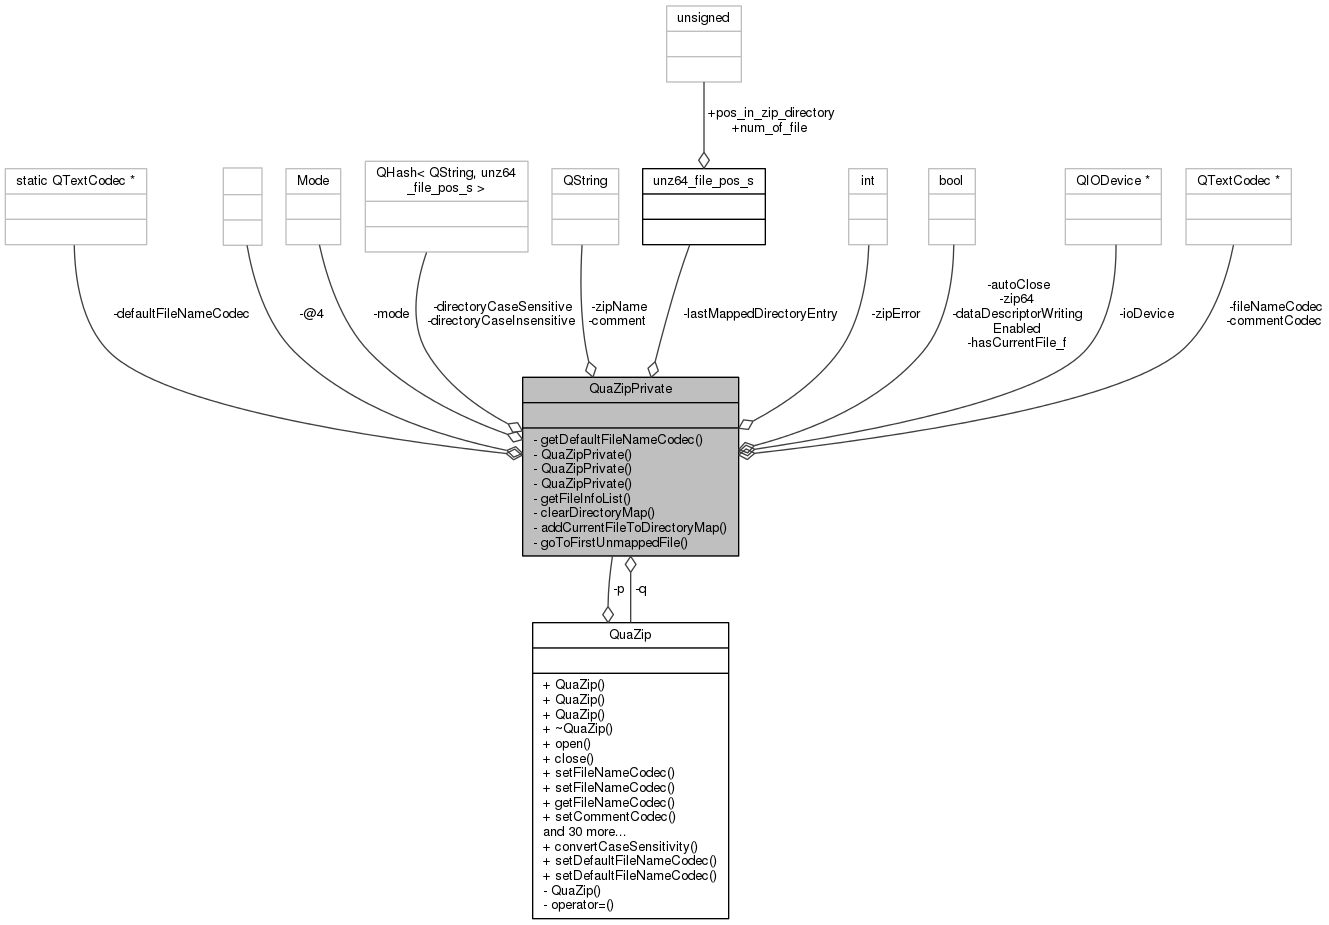 unsigned
+pos_in_zip_directory
+num_of_file
static QTextCodec *
Mode
QHash< QString, unz64
_file_pos_s >
QString
unz64_file_pos_s
int
bool
QIODevice *
QTextCodec *
-defaultFileNameCodec
-@4
-mode
-directoryCaseSensitive
-directoryCaseInsensitive
-zipName
-comment
-lastMappedDirectoryEntry
-zipError
-autoClose
-zip64
-dataDescriptorWriting
Enabled
-hasCurrentFile_f
-ioDevice
-fileNameCodec
-commentCodec
QuaZipPrivate
- getDefaultFileNameCodec()
- QuaZipPrivate()
- QuaZipPrivate()
- QuaZipPrivate()
- getFileInfoList()
- clearDirectoryMap()
- addCurrentFileToDirectoryMap()
- goToFirstUnmappedFile()
-p
-q
QuaZip
+ QuaZip()
+ QuaZip()
+ QuaZip()
+ ~QuaZip()
+ open()
+ close()
+ setFileNameCodec()
+ setFileNameCodec()
+ getFileNameCodec()
+ setCommentCodec()
and 30 more...
+ convertCaseSensitivity()
+ setDefaultFileNameCodec()
+ setDefaultFileNameCodec()
- QuaZip()
- operator=()